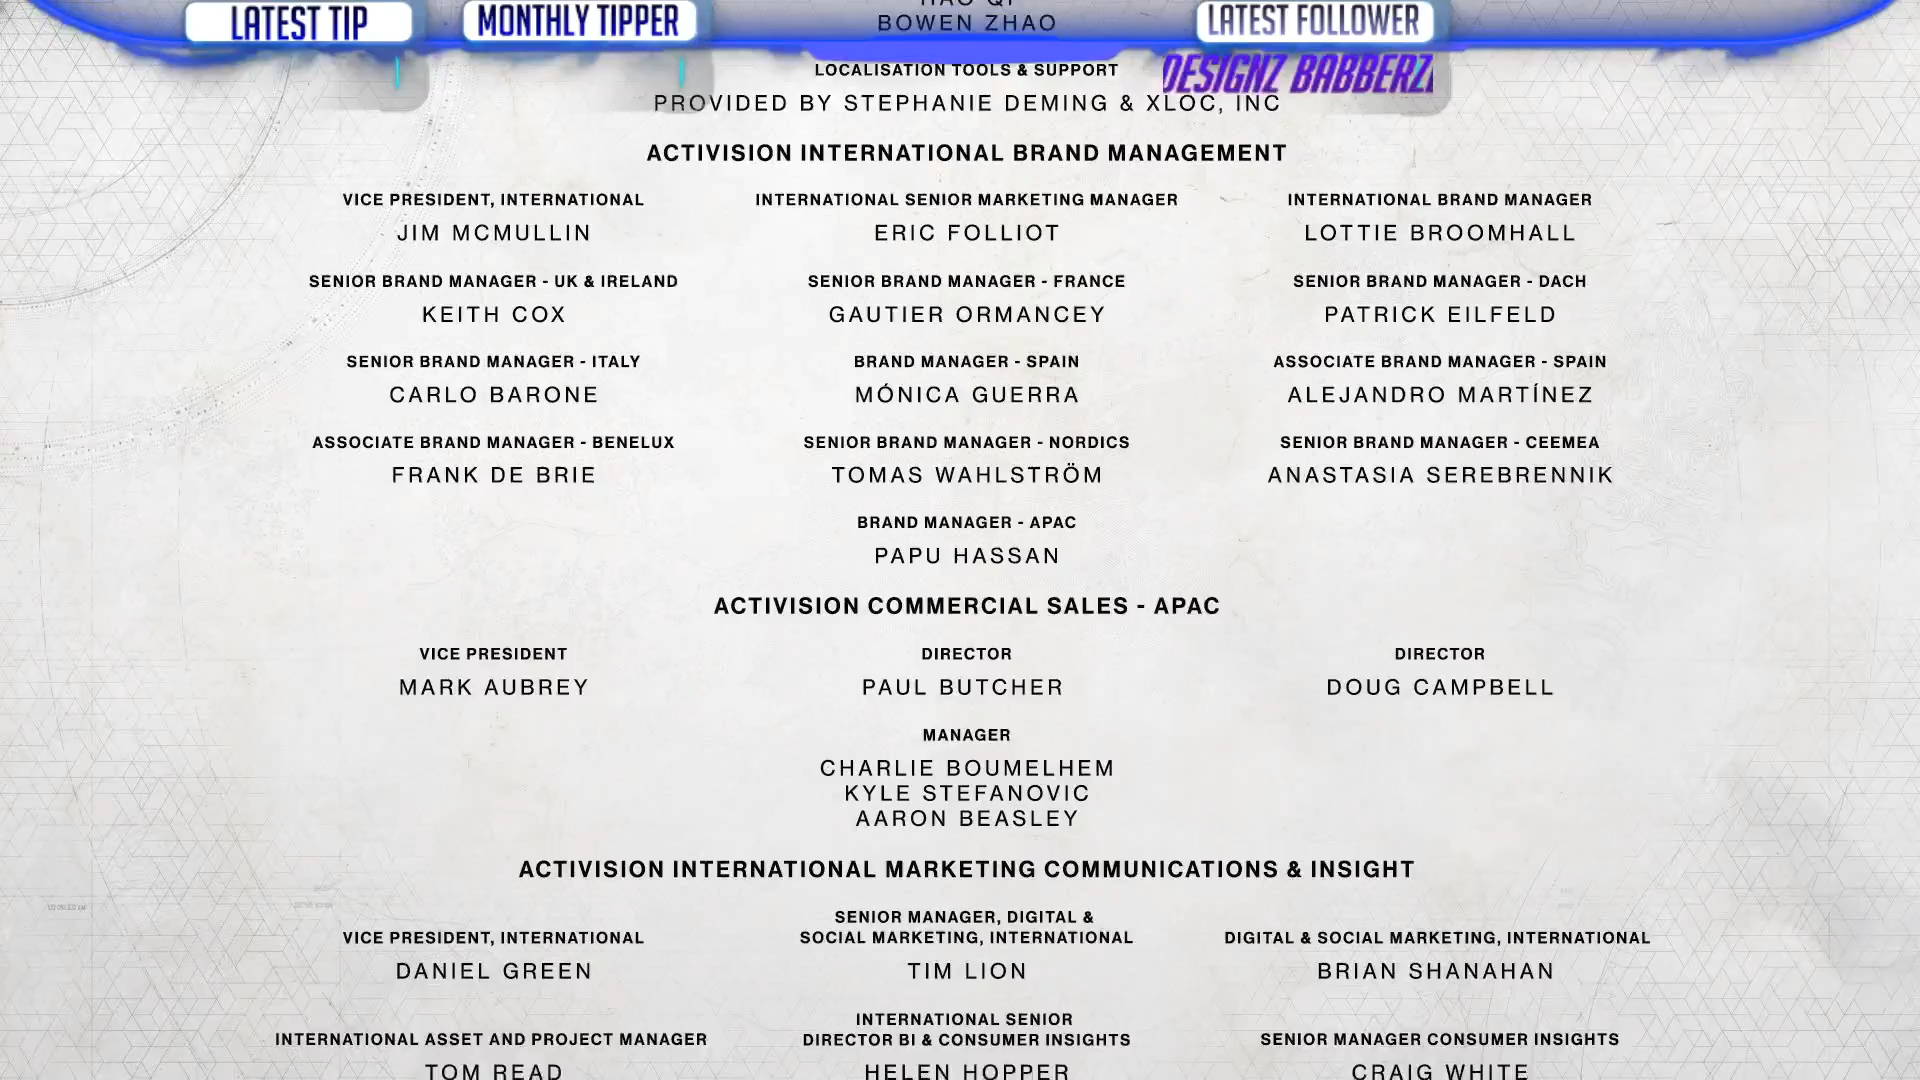 LATEST TIP
MONTHLY TIPPER
BOWEN ZHAO
LATEST FOLLOWER
DESIGNZ BABBERZ
LOCALISATION TOOLS & SUPPORT
PROVIDED BY STEPHANIE DEMING & XLOC, INC
ACTIVISION INTERNATIONAL BRAND MANAGEMENT
VICE PRESIDENT, INTERNATIONAL
JIM MCMULLIN
INTERNATIONAL SENIOR MARKETING MANAGER
ERIC FOLLIOT
INTERNATIONAL BRAND MANAGER
LOTTIE BROOMHALL
SENIOR BRAND MANAGER - UK & IRELAND
KEITH COX
SENIOR BRAND MANAGER - FRANCE
GAUTIER ORMANCEY
SENIOR BRAND MANAGER - DACH
PATRICK EILFELD
SENIOR BRAND MANAGER - ITALY
CARLO BARONE
BRAND MANAGER - SPAIN
MÓNICA GUERRA
ASSOCIATE BRAND MANAGER - SPAIN
ALEJANDRO MARTÍNEZ
ASSOCIATE BRAND MANAGER - BENELUX
FRANK DE BRIE
SENIOR BRAND MANAGER - NORDICS
TOMAS WAHLSTRÖM
SENIOR BRAND MANAGER - CEEMEA
ANASTASIA SEREBRENNIK
BRAND MANAGER - APAC
PAPU HASSAN
ACTIVISION COMMERCIAL SALES - APAC
VICE PRESIDENT
MARK AUBREY
DIRECTOR
PAUL BUTCHER
DIRECTOR
DOUG CAMPBELL
MANAGER
CHARLIE BOUMELHEM
KYLE STEFANOVIC
AARON BEASLEY
ACTIVISION INTERNATIONAL MARKETING COMMUNICATIONS & INSIGHT
VICE PRESIDENT, INTERNATIONAL
DANIEL GREEN
SENIOR MANAGER, DIGITAL &
SOCIAL MARKETING, INTERNATIONAL
TIM LION
DIGITAL & SOCIAL MARKETING, INTERNATIONAL
BRIAN SHANAHAN
INTERNATIONAL ASSET AND PROJECT MANAGER
TOM READ
INTERNATIONAL SENIOR
DIRECTOR BI & CONSUMER INSIGHTS
HELEN HOPPER
SENIOR MANAGER CONSUMER INSIGHTS
CRAIG WHITE